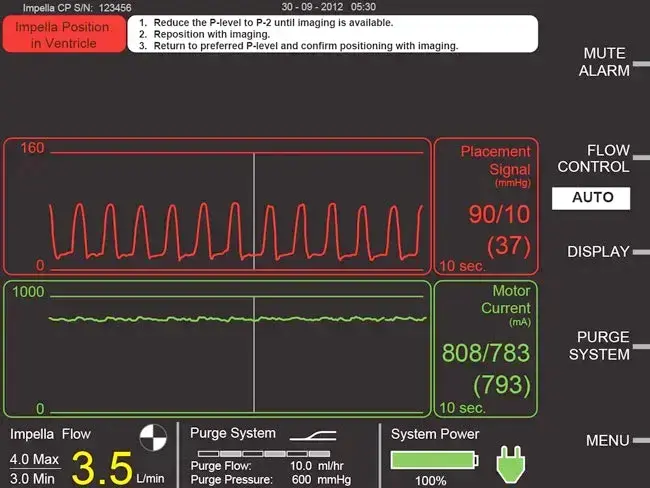 Impella CP S/N: 123456
30 - 09 - 2012 05:30
Impella Position
in Ventricle
1. Reduce the P-level to P-2 until imaging is available.
2. Reposition with imaging.
3. Return to preferred P-level and confirm positioning with imaging.
MUTE
ALARM
160
0
Placement
Signal
(mmHg)
90/10
(37)
10 sec.
FLOW
CONTROL
AUTO
DISPLAY
1000
0
Motor
Current
(mA)
808/783
(793)
10 sec.
PURGE
SYSTEM
Impella Flow
4.0 Max
3.0 Min
3.5 L/min
Purge System
Purge Flow: 10.0 ml/hr
Purge Pressure: 600 mmHg
System Power
100%
MENU